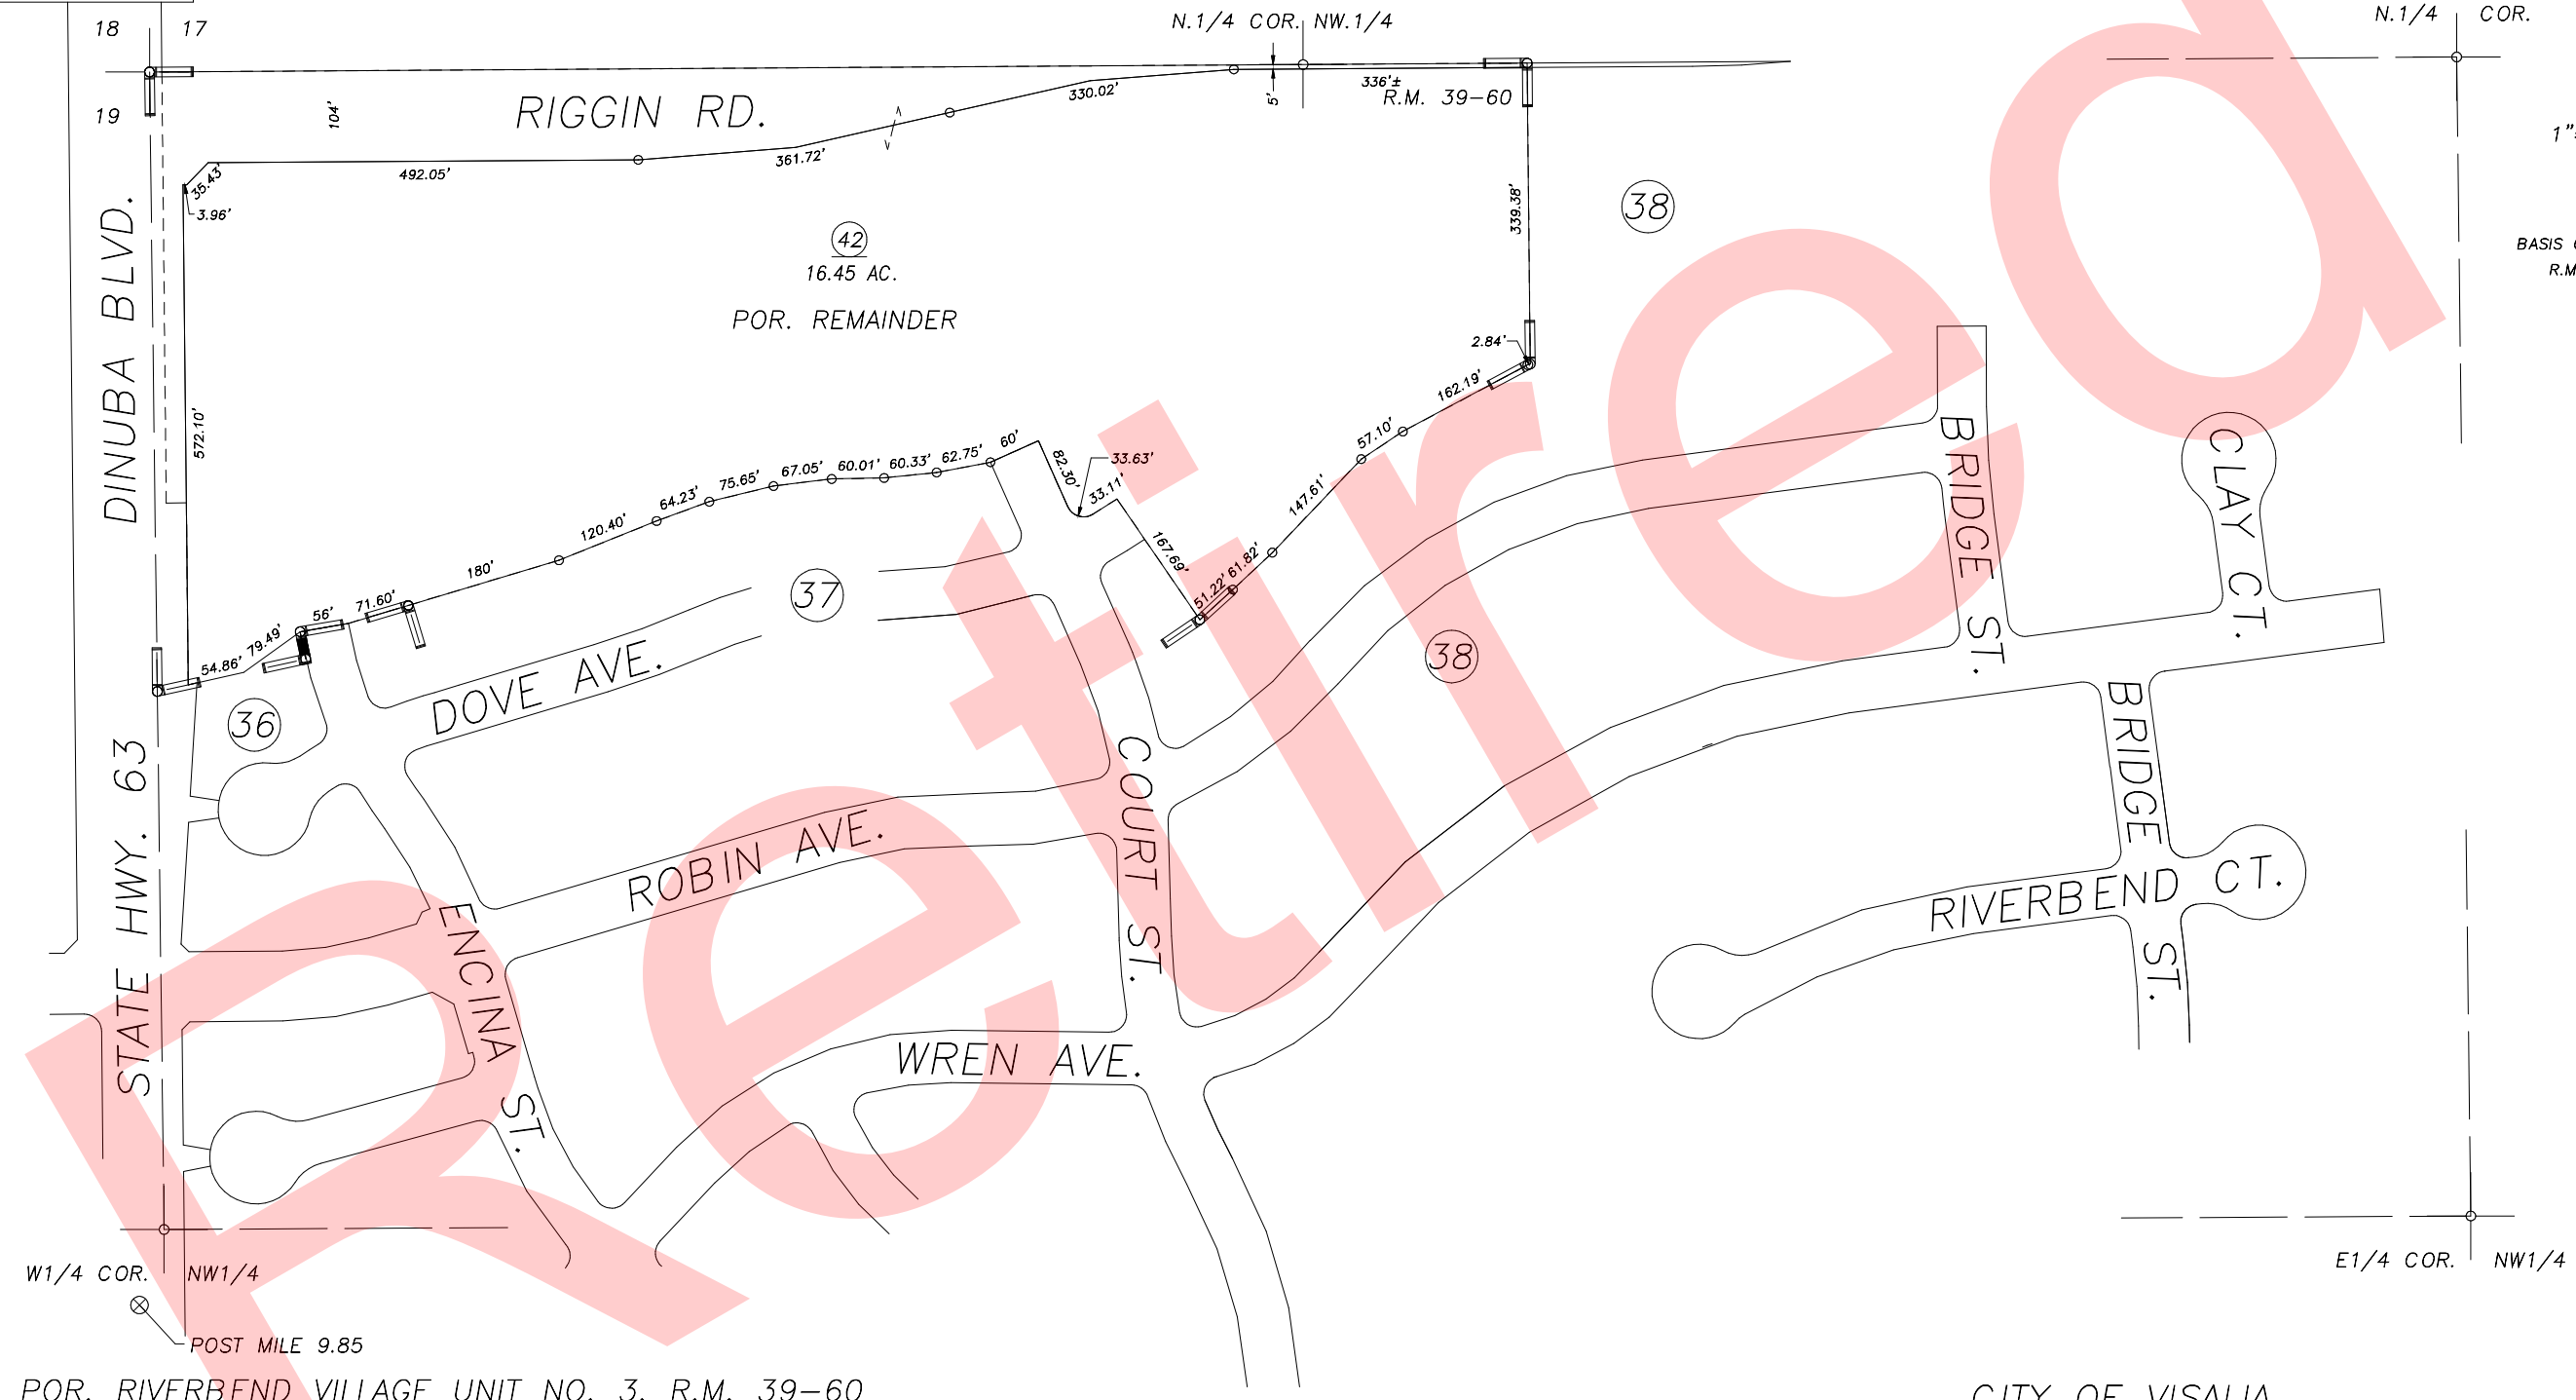 N.1/4 COR. NW.1/4
N.1/4 COR.
18 17
19
104'
RIGGIN RD.
330.02'
5'
336'±
R.M. 39-60
1"
361.72'
492.05'
35.43'
3.96'
DINUBA BLVD.
42
16.45 AC.
POR. REMAINDER
339.38'
38
BASIS
R.M
2.84'
162.19'
57.10'
147.61'
61.82'
51.22'
167.69'
33.11'
33.63'
82.30'
60'
62.75'
60.33'
60.01'
67.05'
75.65'
64.23'
120.40'
180'
71.60'
56'
79.49'
54.86'
572.10'
37
36
38
DOVE AVE.
BRIDGE ST.
CLAY CT.
STATE HWY. 63
ROBIN AVE.
COURT ST.
BRIDGE ST.
RIVERBEND CT.
ENCINA ST.
WREN AVE.
Retired
W1/4 COR. NW1/4
E1/4 COR. NW1/4
POST MILE 9.85
POR. RIVERBEND VILLAGE UNIT NO. 3, R.M. 39-60
CITY OF VISALIA